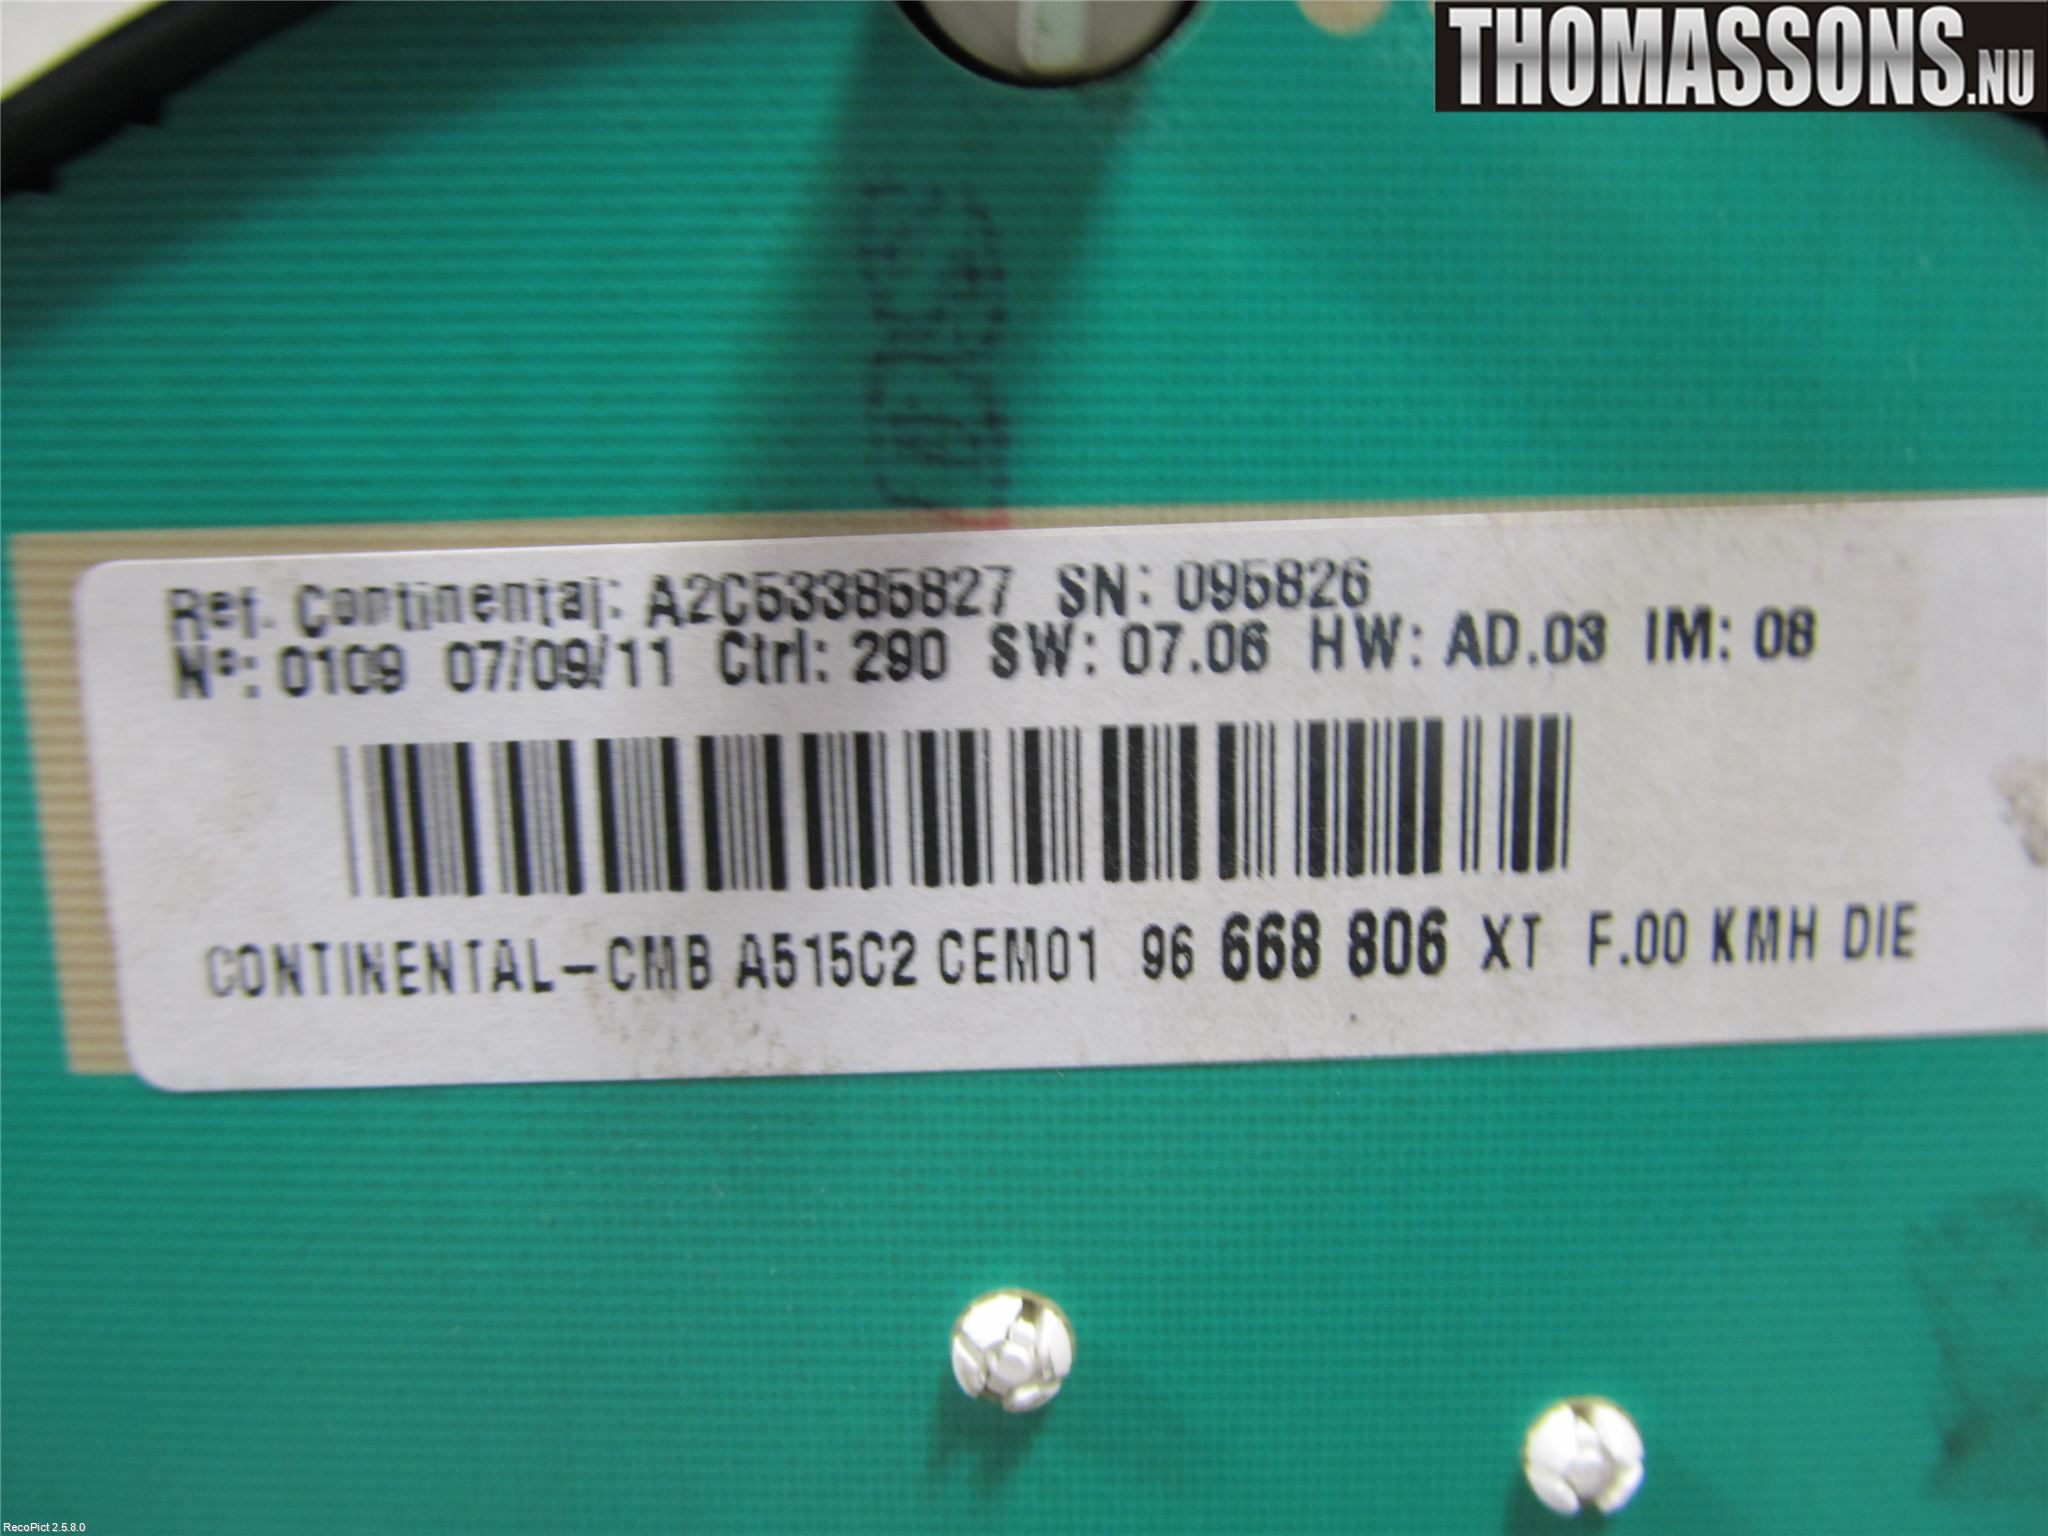 THOMASSONS.NU
Ref. Continental: A2C53385827 SN: 095826
N°: 0109 07/09/11 Ctrl: 290 SW: 07.06 HW: AD.03 IM: 08
CONTINENTAL-CMB A515C2 CEM01 96 668 806 XT F.00 KMH DIE
RecoPict 2.5.8.0